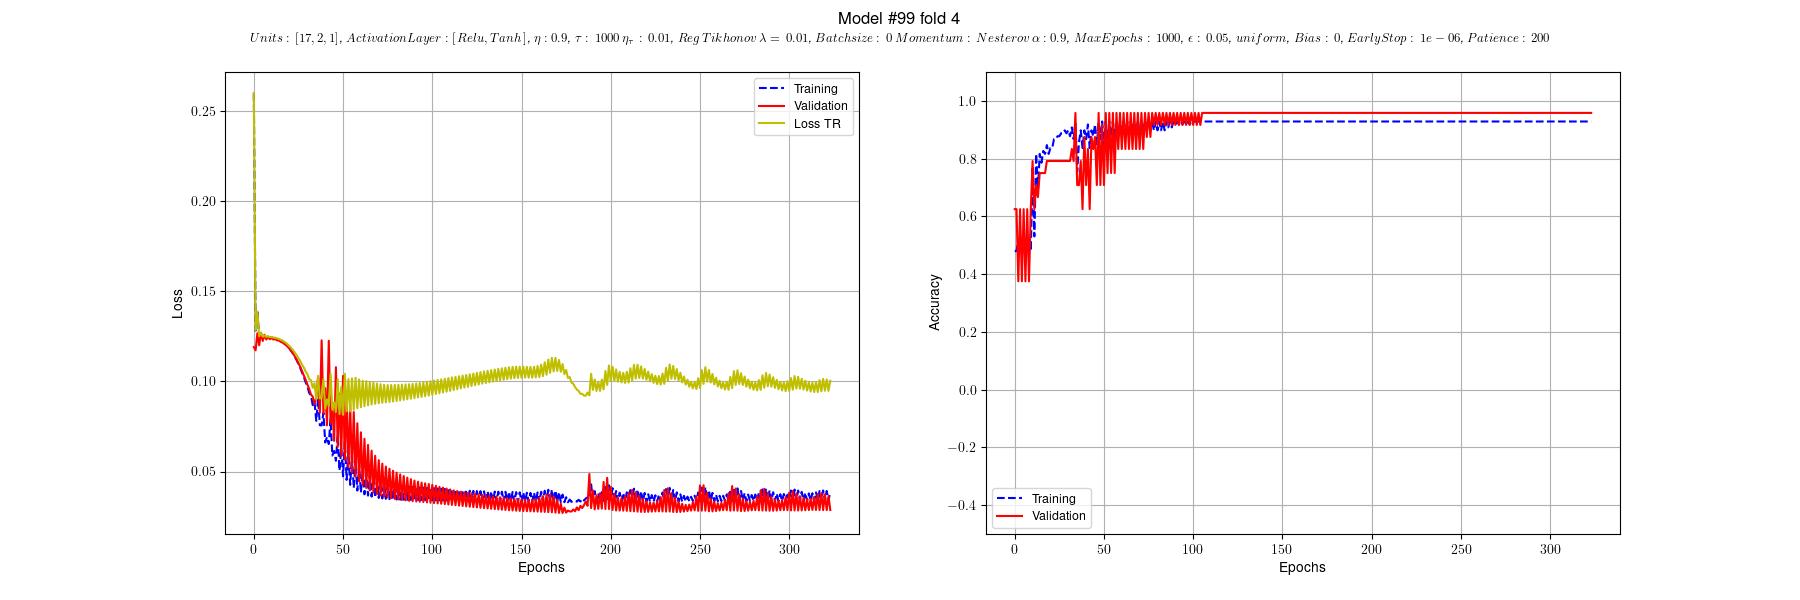 Model #99 fold 4
Units : [17, 2, 1], ActivationLayer : [Relu, Tanh], η : 0.9, τ : 1000 ητ : 0.01, Reg Tikhonov λ = 0.01, Batchsize : 0 Momentum : Nesterov α : 0.9, MaxEpochs : 1000, ϵ : 0.05, uniform, Bias : 0, EarlyStop : 1e − 06, Patience : 200
Training
Validation
Loss TR
0.25
0.20
0.15
0.10
0.05
Loss
0 50 100 150 200 250 300
Epochs
1.0
0.8
0.6
0.4
0.2
0.0
−0.2
−0.4
Accuracy
Training
Validation
0 50 100 150 200 250 300
Epochs